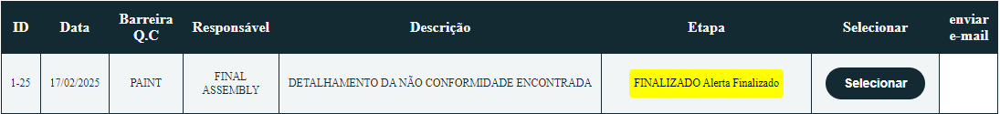 ID Data Barreira Q.C Responsável Descrição Etapa Selecionar enviar e-mail
1-25 17/02/2025 PAINT FINAL ASSEMBLY DETALHAMENTO DA NÃO CONFORMIDADE ENCONTRADA FINALIZADO Alerta Finalizado Selecionar